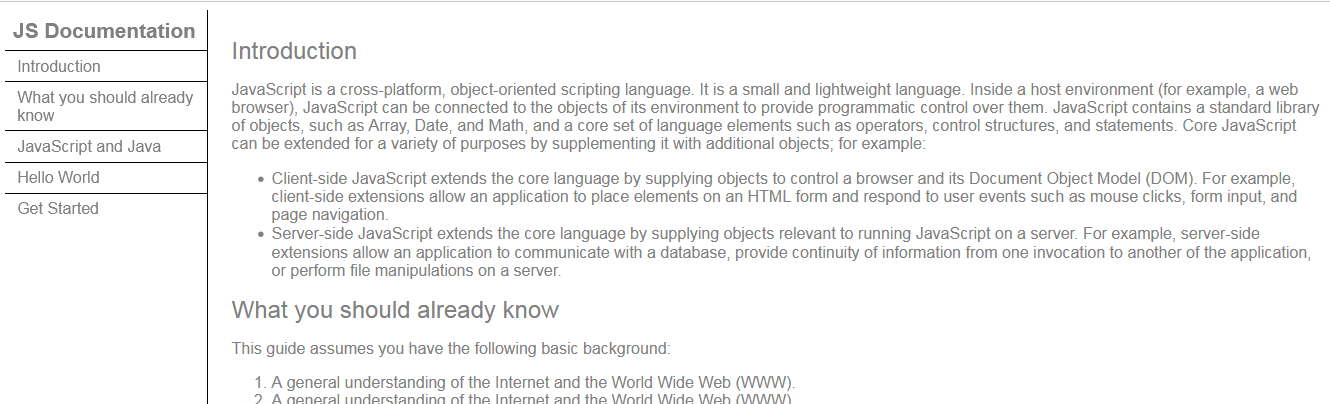 JS Documentation
Introduction
What you should already
know
JavaScript and Java
Hello World
Get Started
Introduction
JavaScript is a cross-platform, object-oriented scripting language. It is a small and lightweight language. Inside a host environment (for example, a web
browser), JavaScript can be connected to the objects of its environment to provide programmatic control over them. JavaScript contains a standard library
of objects, such as Array, Date, and Math, and a core set of language elements such as operators, control structures, and statements. Core JavaScript
can be extended for a variety of purposes by supplementing it with additional objects; for example:
• Client-side JavaScript extends the core language by supplying objects to control a browser and its Document Object Model (DOM). For example,
client-side extensions allow an application to place elements on an HTML form and respond to user events such as mouse clicks, form input, and
page navigation.
• Server-side JavaScript extends the core language by supplying objects relevant to running JavaScript on a server. For example, server-side
extensions allow an application to communicate with a database, provide continuity of information from one invocation to another of the application,
or perform file manipulations on a server.
What you should already know
This guide assumes you have the following basic background:
1. A general understanding of the Internet and the World Wide Web (WWW).
2. A general understanding of the Internet and the World Wide Web (WWW)